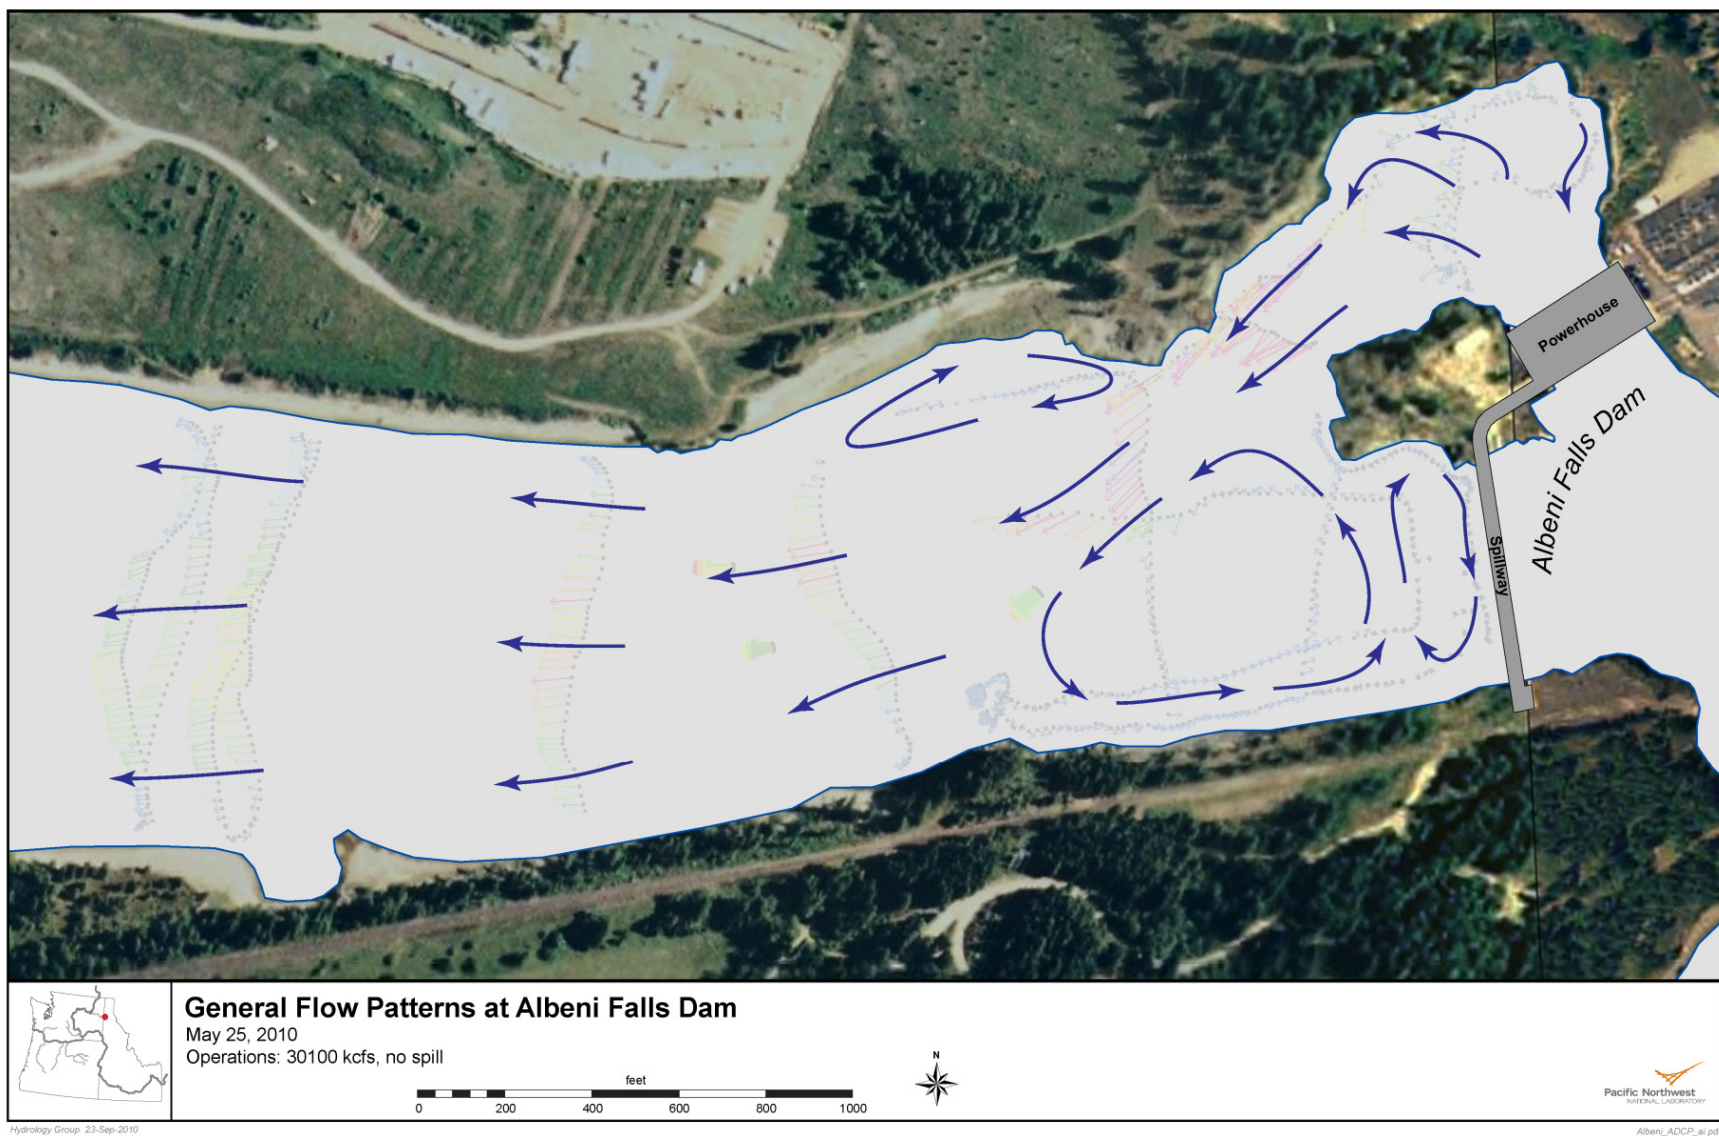 Powerhouse
Albeni Falls Dam
Spillway
General Flow Patterns at Albeni Falls Dam
May 25, 2010
Operations: 30100 kcfs, no spill
feet
0 200 400 600 800 1000
N
Pacific Northwest
NATIONAL LABORATORY
Hydrology Group 23-Sep-2010
Albeni_ADCP_ai.pd